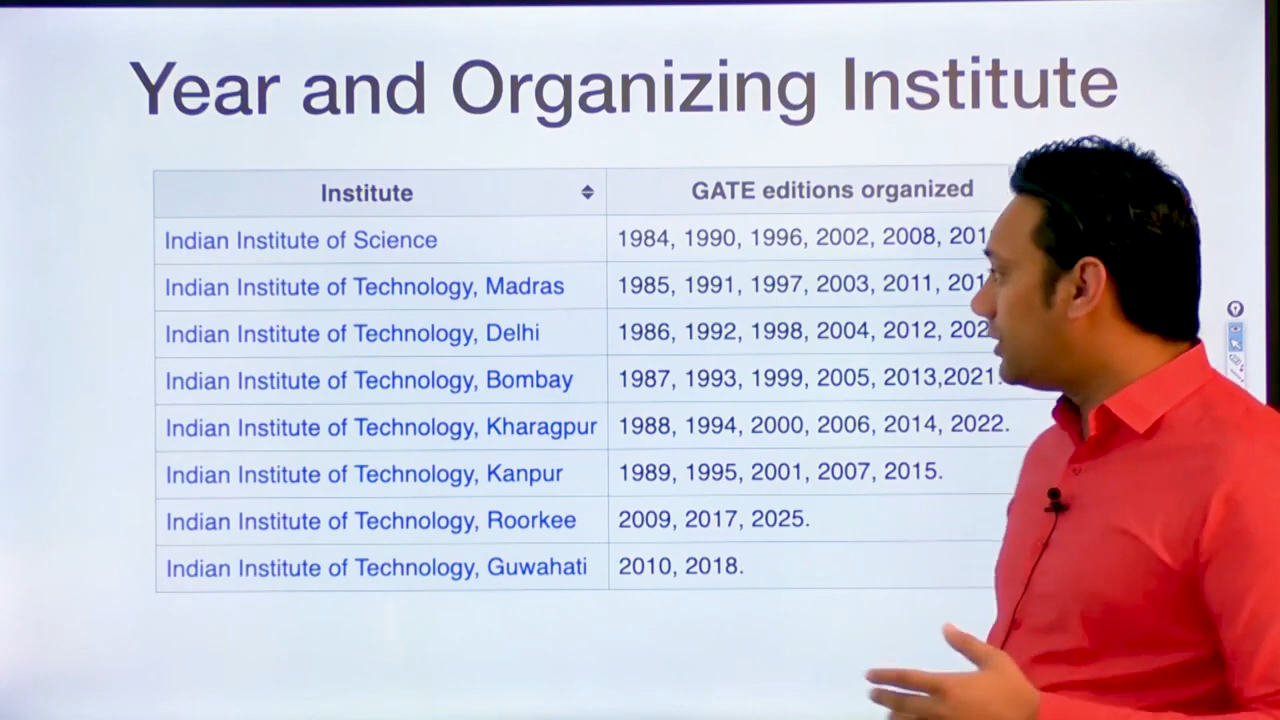 Year and Organizing Institute
Institute GATE editions organized
Indian Institute of Science 1984, 1990, 1996, 2002, 2008,
Indian Institute of Technology, Madras 1985, 1991, 1997, 2003, 2011,
Indian Institute of Technology, Delhi 1986, 1992, 1998, 2004, 2012,
Indian Institute of Technology, Bombay 1987, 1993, 1999, 2005, 2013,2021.
Indian Institute of Technology, Kharagpur 1988, 1994, 2000, 2006, 2014, 2022.
Indian Institute of Technology, Kanpur 1989, 1995, 2001, 2007, 2015.
Indian Institute of Technology, Roorkee 2009, 2017, 2025.
Indian Institute of Technology, Guwahati 2010, 2018.